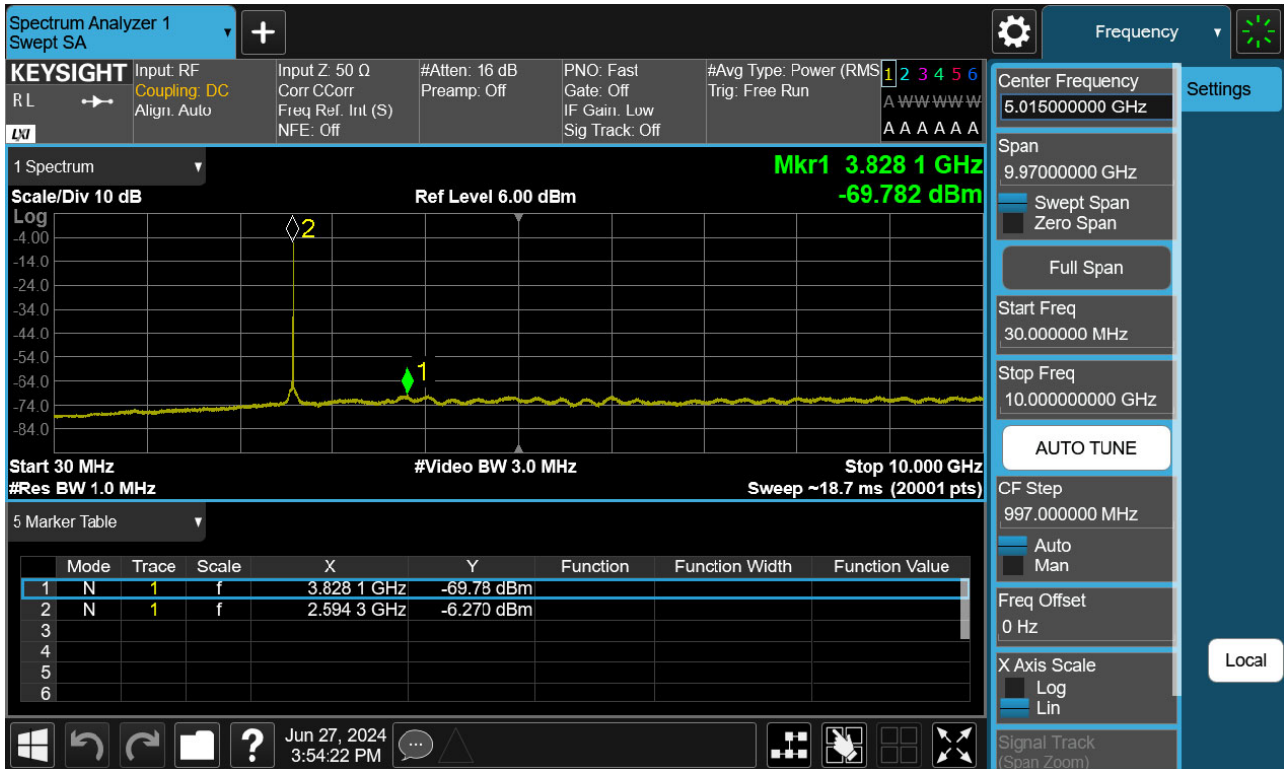 Spectrum Analyzer 1
Swept SA
+
Frequency
KEYSIGHT
RL
LXI
Input: RF
Coupling: DC
Align: Auto
Input Z: 50 Ω
Corr CCorr
Freq Ref: Int (S)
NFE: Off
#Atten: 16 dB
Preamp: Off
PNO: Fast
Gate: Off
IF Gain: Low
Sig Track: Off
#Avg Type: Power (RMS
Trig: Free Run
1 2 3 4 5 6
A W W W W W
A A A A A A
1 Spectrum
Mkr1 3.828 1 GHz
-69.782 dBm
Scale/Div 10 dB
Ref Level 6.00 dBm
Log
-4.00
-14.0
-24.0
-34.0
-44.0
-54.0
-64.0
-74.0
-84.0
2
1
Start 30 MHz
#Video BW 3.0 MHz
Stop 10.000 GHz
#Res BW 1.0 MHz
Sweep ~18.7 ms (20001 pts)
5 Marker Table
Mode Trace Scale X Y Function Function Width Function Value
1 N 1 f 3.828 1 GHz -69.78 dBm
2 N 1 f 2.594 3 GHz -6.270 dBm
3
4
5
6
?
Jun 27, 2024
3:54:22 PM
Center Frequency
5.015000000 GHz
Settings
Span
9.97000000 GHz
Swept Span
Zero Span
Full Span
Start Freq
30.000000 MHz
Stop Freq
10.000000000 GHz
AUTO TUNE
CF Step
997.000000 MHz
Auto
Man
Freq Offset
0 Hz
X Axis Scale
Log
Lin
Local
Signal Track
(Span Zoom)